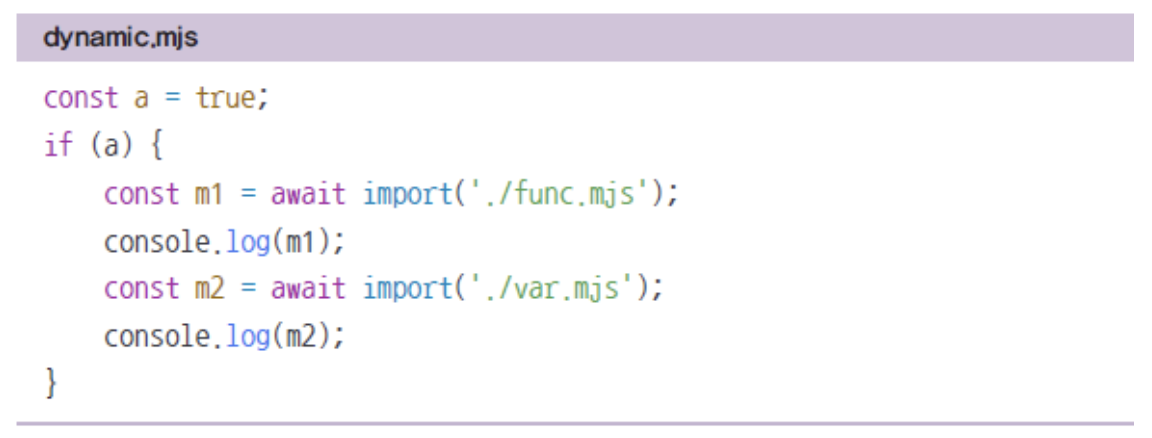 dynamic.mjs
const a = true;
if (a) {
    const m1 = await import('./func.mjs');
    console.log(m1);
    const m2 = await import('./var.mjs');
    console.log(m2);
}